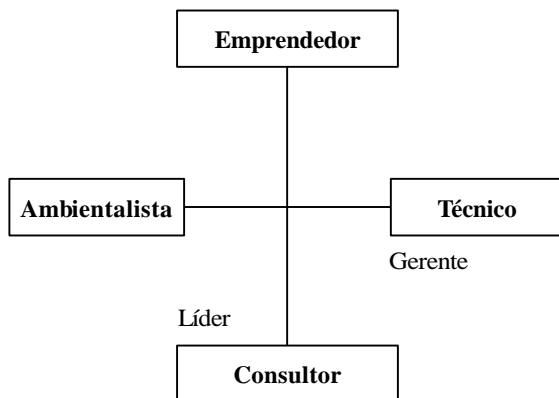 Emprendedor
Ambientalista
Técnico
Gerente
Líder
Consultor